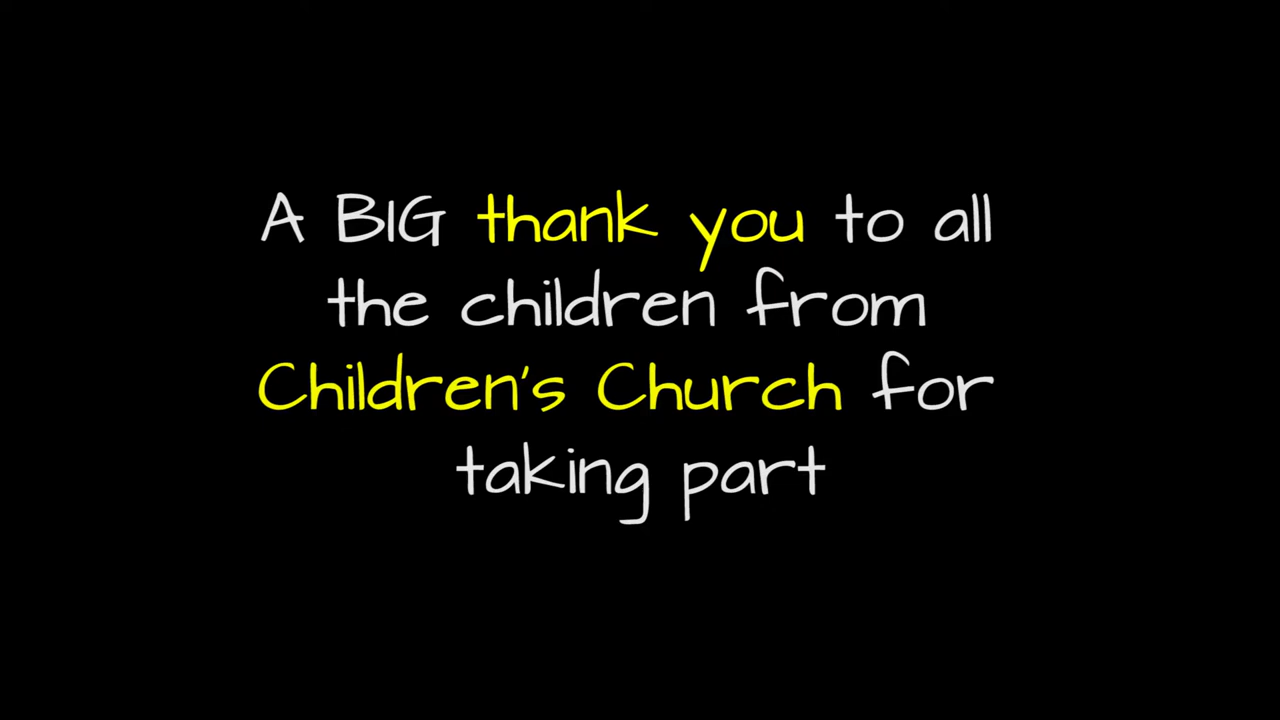 A BIG thank you to all
the children from
Children's Church for
taking part